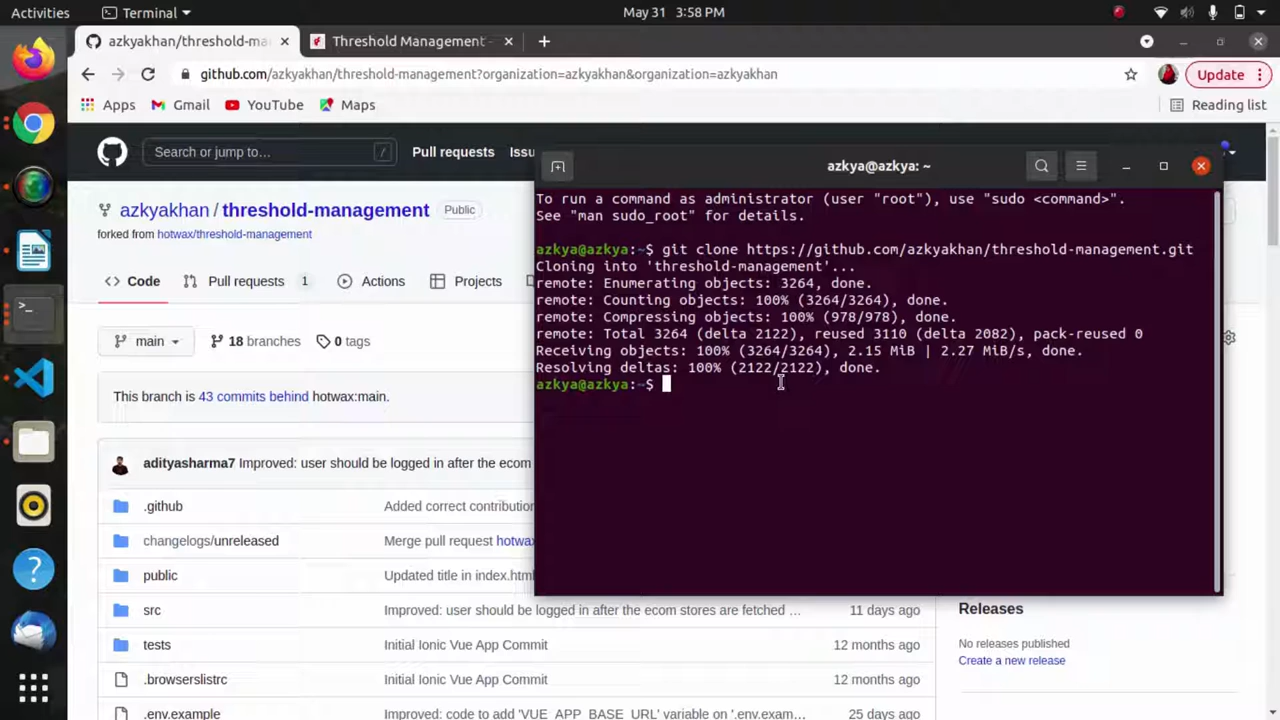 Activities
Terminal
May 31 3:58 PM
azkyakhan/threshold-ma
Threshold Management
github.com/azkyakhan/threshold-management?organization=azkyakhan&organization=azkyakhan
Update
Apps
Gmail
YouTube
Maps
Reading list
Search or jump to…
/
Pull requests
Issu
azkyakhan / threshold-management
Public
forked from hotwax/threshold-management
Code
Pull requests 1
Actions
Projects
main
18 branches
0 tags
This branch is 43 commits behind hotwax:main.
adityasharma7 Improved: user should be logged in after the ecom
.github
Added correct contribution
changelogs/unreleased
Merge pull request hotwax
public
Updated title in index.html
src
Improved: user should be logged in after the ecom stores are fetched …
11 days ago
tests
Initial Ionic Vue App Commit
12 months ago
.browserslistrc
Initial Ionic Vue App Commit
12 months ago
.env.example
Improved: code to add 'VUE_APP_BASE_URL' variable on '.env.exam…
25 days ago
azkya@azkya: ~
To run a command as administrator (user "root"), use "sudo <command>".
See "man sudo_root" for details.
azkya@azkya:~$ git clone https://github.com/azkyakhan/threshold-management.git
Cloning into 'threshold-management'...
remote: Enumerating objects: 3264, done.
remote: Counting objects: 100% (3264/3264), done.
remote: Compressing objects: 100% (978/978), done.
remote: Total 3264 (delta 2122), reused 3110 (delta 2082), pack-reused 0
Receiving objects: 100% (3264/3264), 2.15 MiB | 2.27 MiB/s, done.
Resolving deltas: 100% (2122/2122), done.
azkya@azkya:~$
Releases
No releases published
Create a new release